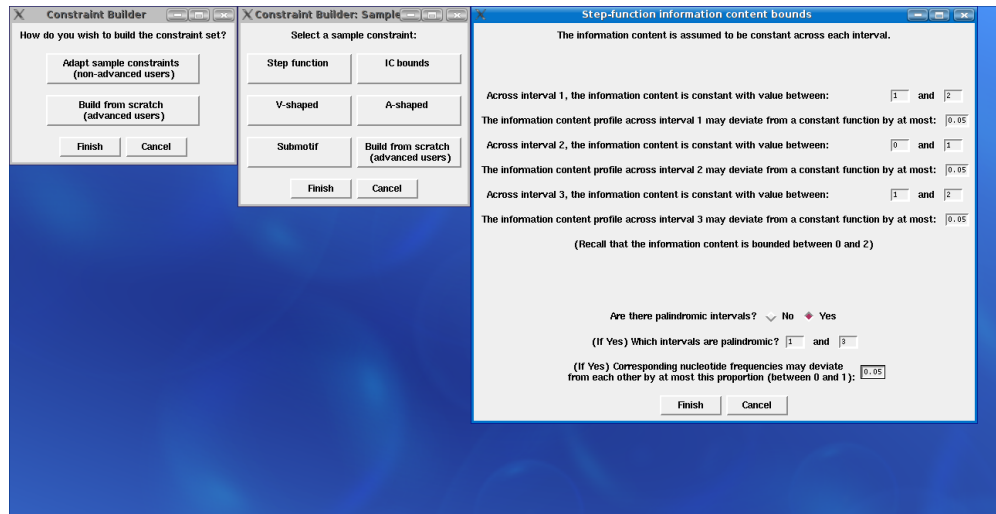 Constraint Builder
How do you wish to build the constraint set?
Adapt sample constraints
(non-advanced users)
Build from scratch
(advanced users)
Finish Cancel
Constraint Builder: Sample
Select a sample constraint:
Step function IC bounds
V-shaped A-shaped
Submotif Build from scratch
(advanced users)
Finish Cancel
Step-function information content bounds
The information content is assumed to be constant across each interval.
Across interval 1, the information content is constant with value between: 1 and 2
The information content profile across interval 1 may deviate from a constant function by at most: 0.05
Across interval 2, the information content is constant with value between: 0 and 1
The information content profile across interval 2 may deviate from a constant function by at most: 0.05
Across interval 3, the information content is constant with value between: 1 and 2
The information content profile across interval 3 may deviate from a constant function by at most: 0.05
(Recall that the information content is bounded between 0 and 2)
Are there palindromic intervals? No Yes
(If Yes) Which intervals are palindromic? 1 and 3
(If Yes) Corresponding nucleotide frequencies may deviate
from each other by at most this proportion (between 0 and 1): 0.05
Finish Cancel